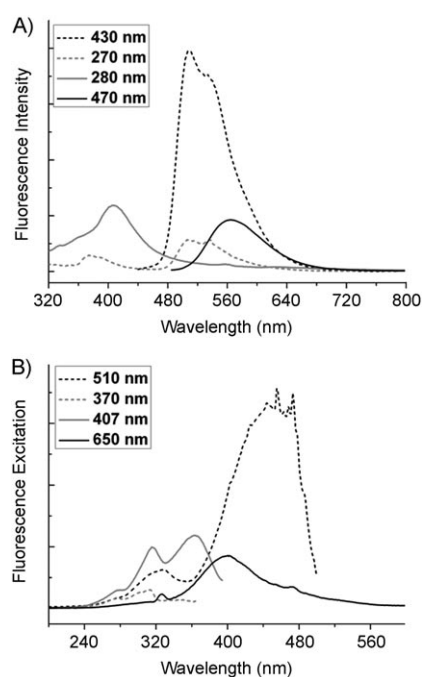 A)
430 nm
270 nm
280 nm
470 nm
Fluorescence Intensity
320 400 480 560 640 720 800
Wavelength (nm)
B)
510 nm
370 nm
407 nm
650 nm
Fluorescence Excitation
240 320 400 480 560
Wavelength (nm)